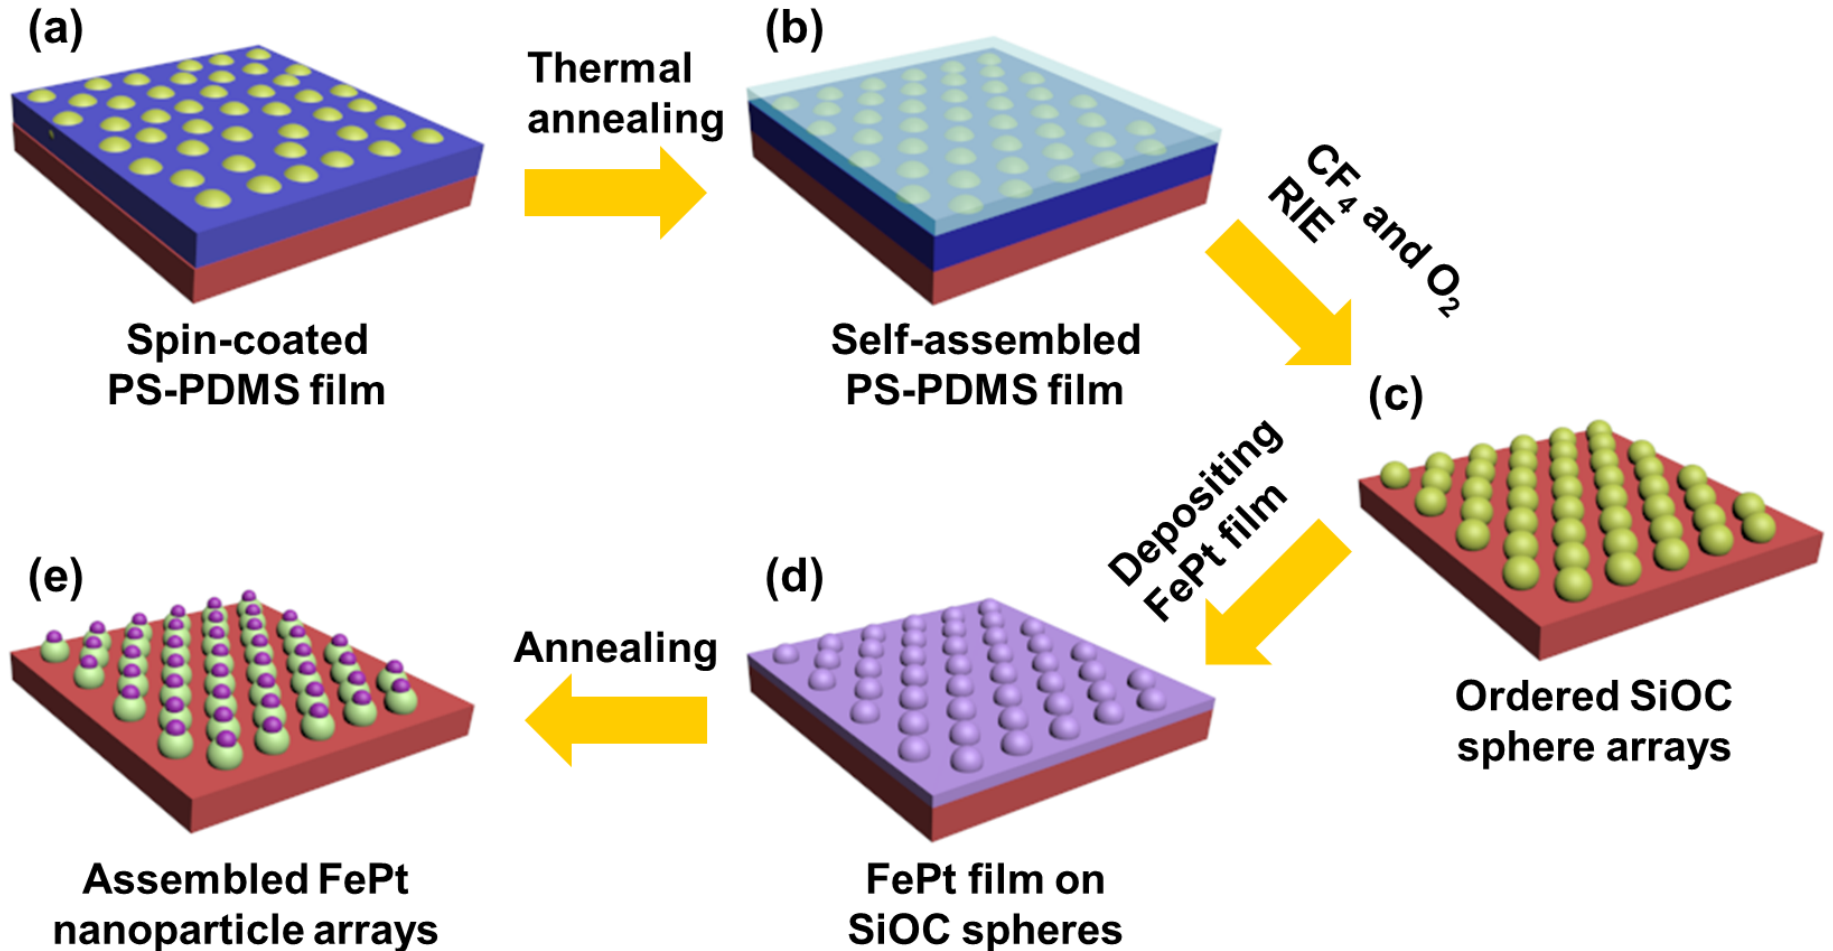 (a)
Thermal
annealing
(b)
CF₄ and O₂
RIE
Spin-coated
PS-PDMS film
Self-assembled
PS-PDMS film
(c)
Depositing
FePt film
Ordered SiOC
sphere arrays
(d)
FePt film on
SiOC spheres
Annealing
(e)
Assembled FePt
nanoparticle arrays